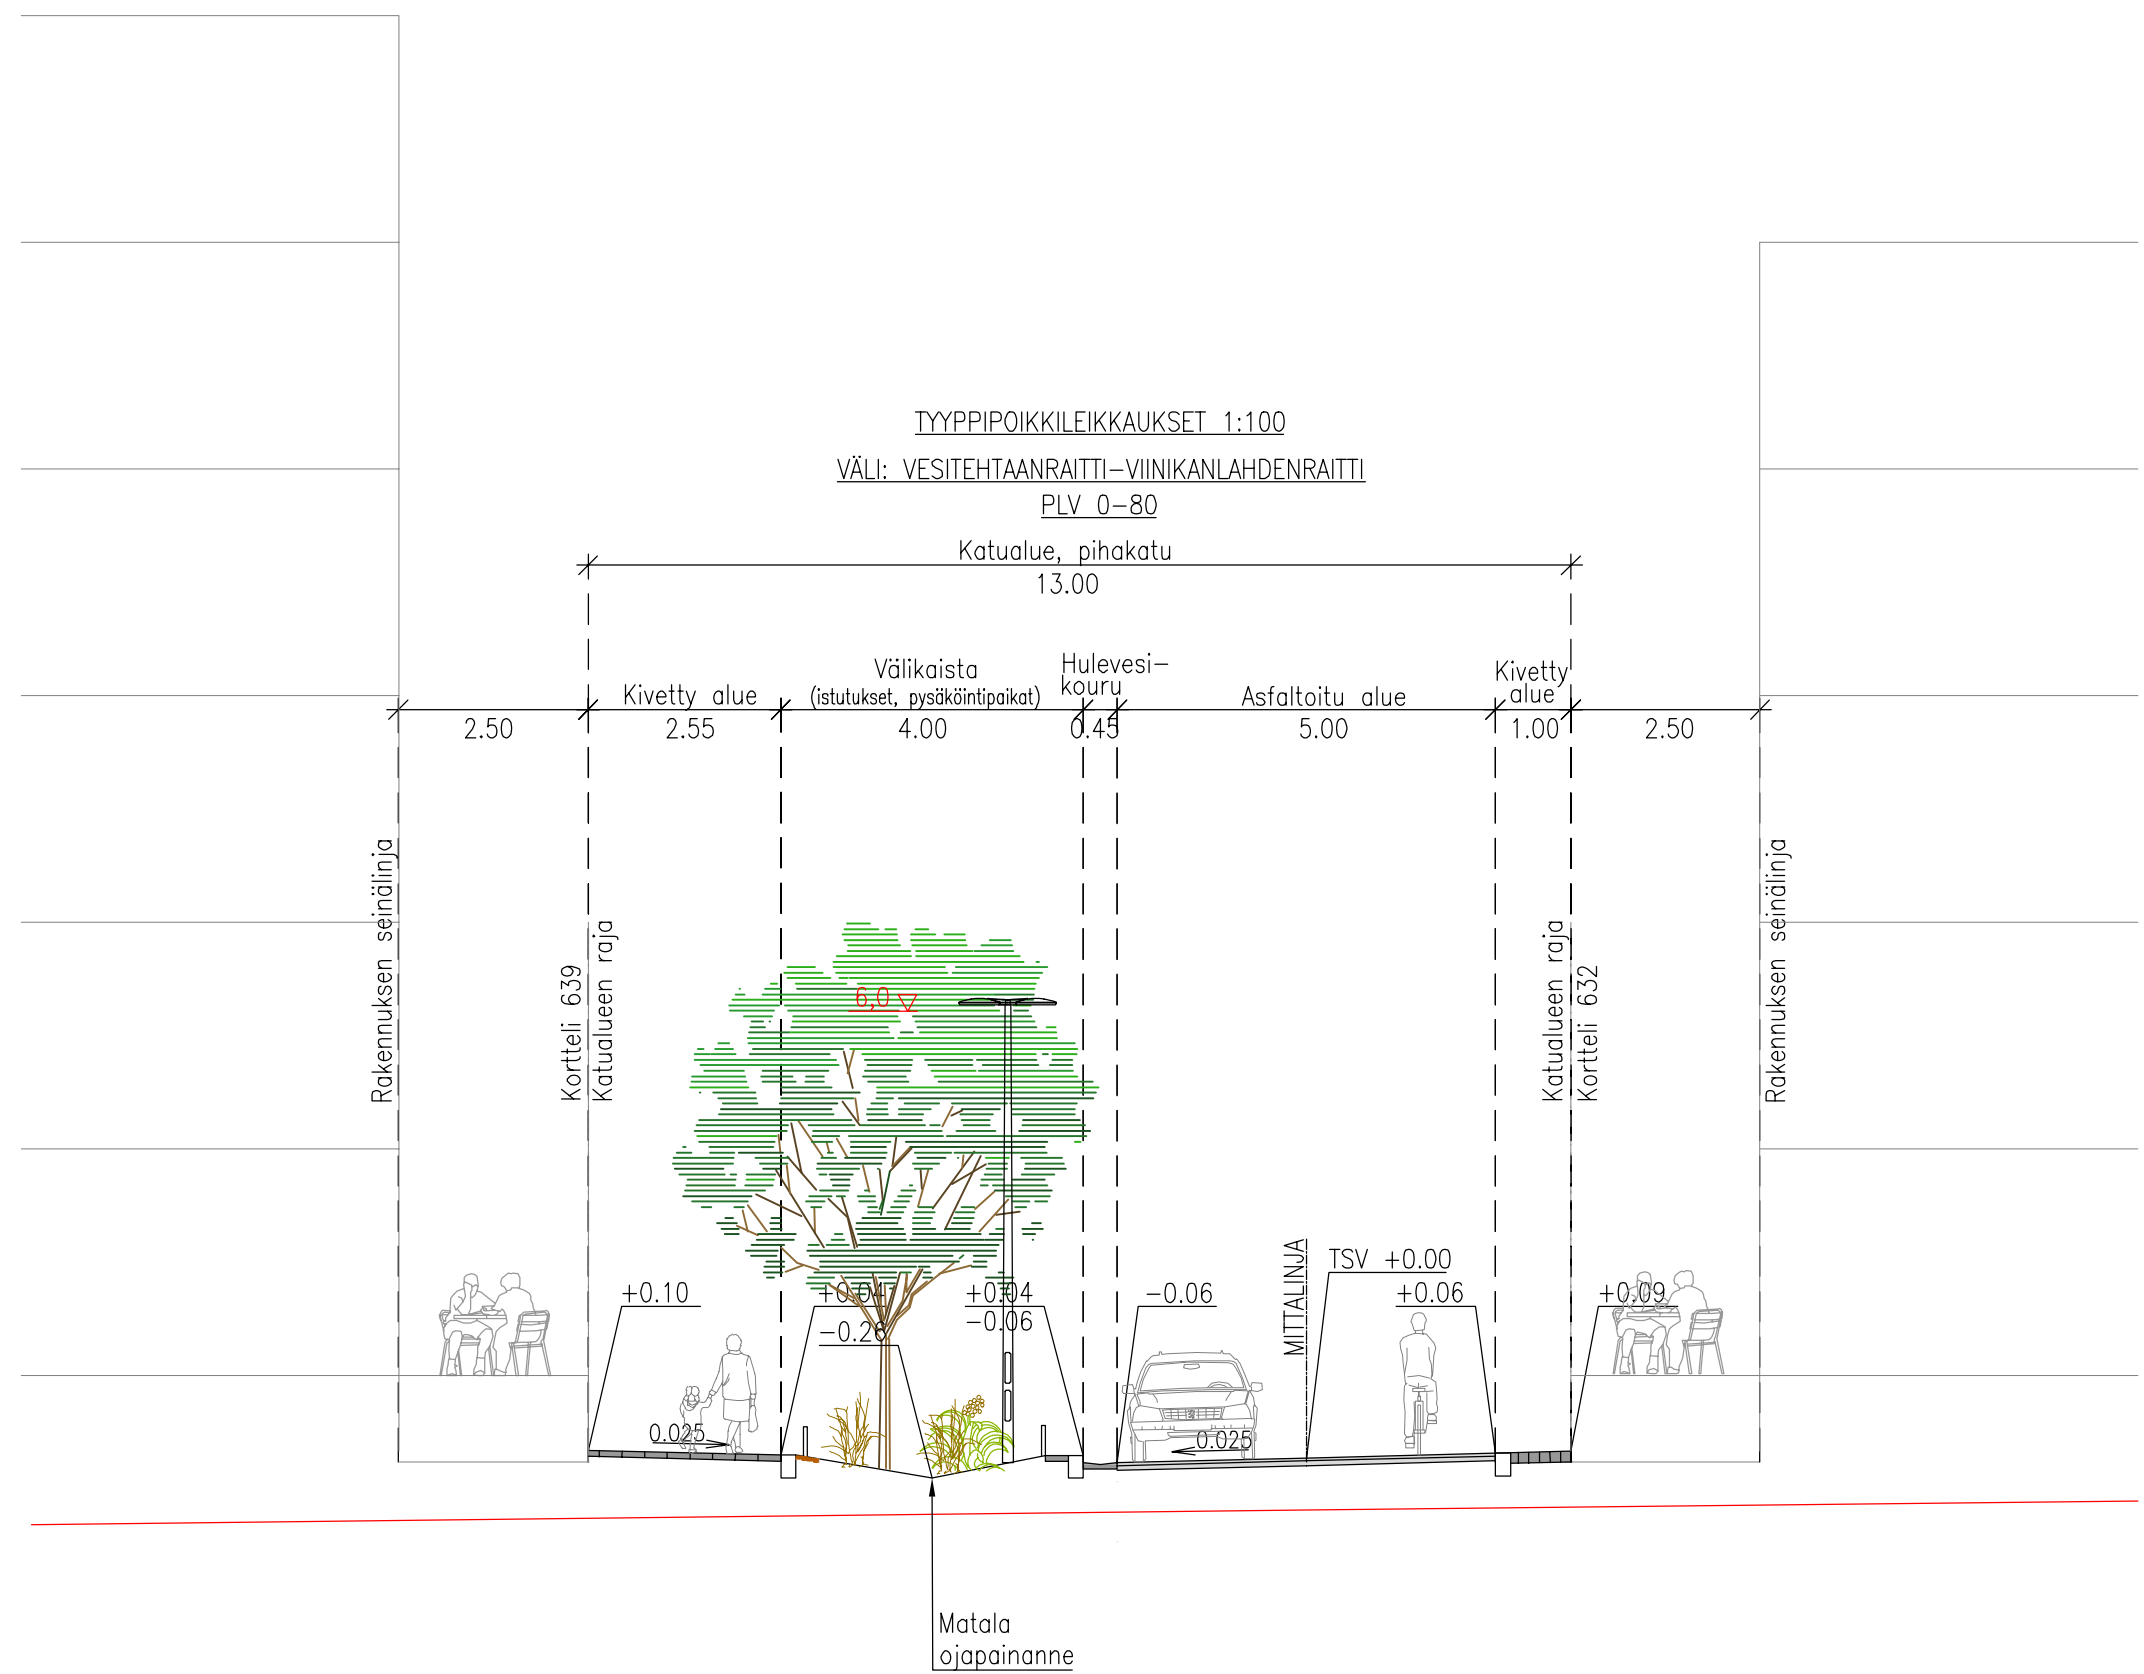 TYYPPIPOIKKILEIKKAUKSET 1:100
VÄLI: VESITEHTAANRAITTI-VIINIKANLAHDENRAITTI
PLV 0-80
Katualue, pihakatu
13.00
Kivetty alue
Välikaista
(istutukset, pysäköintipaikat)
Hulevesi-
kouru
Asfaltoitu alue
Kivetty
alue
2.50
2.55
4.00
0.45
5.00
1.00
2.50
Rakennuksen seinälinja
Kortteli 639
Katualueen raja
6,0
Katualueen raja
Kortteli 632
Rakennuksen seinälinja
MITTALINJA
TSV +0.00
+0.10
+0.04
-0.26
+0.04
-0.06
-0.06
+0.06
+0.09
0.025
0.025
Matala
ojapainanne